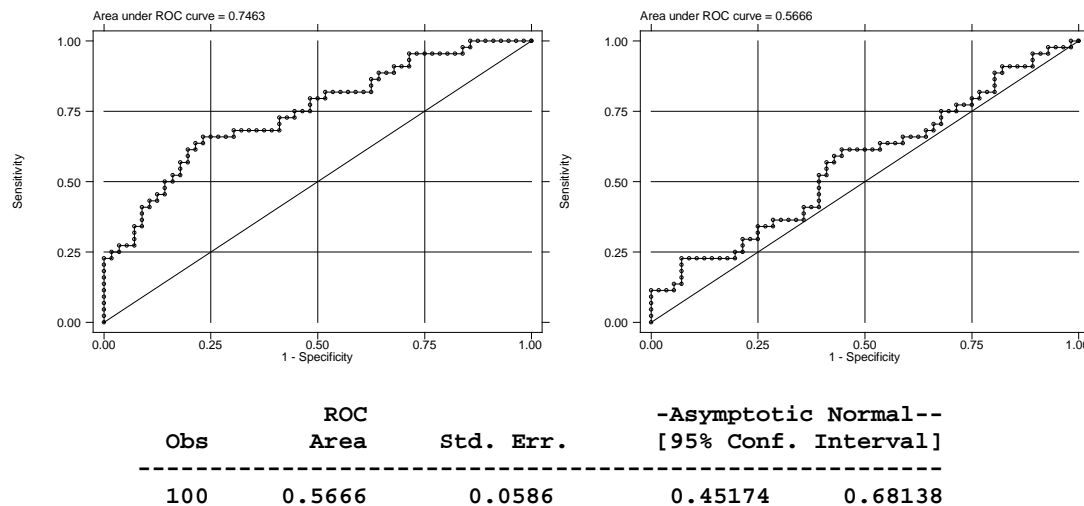 Area under ROC curve = 0.7463
1.00
0.75
0.50
0.25
0.00
Sensitivity
0.00 0.25 0.50 0.75 1.00
1 - Specificity
Area under ROC curve = 0.5666
1.00
0.75
0.50
0.25
0.00
Sensitivity
0.00 0.25 0.50 0.75 1.00
1 - Specificity
ROC -Asymptotic Normal--
Obs Area Std. Err. [95% Conf. Interval]
------------------------------------------------------------
100 0.5666 0.0586 0.45174 0.68138